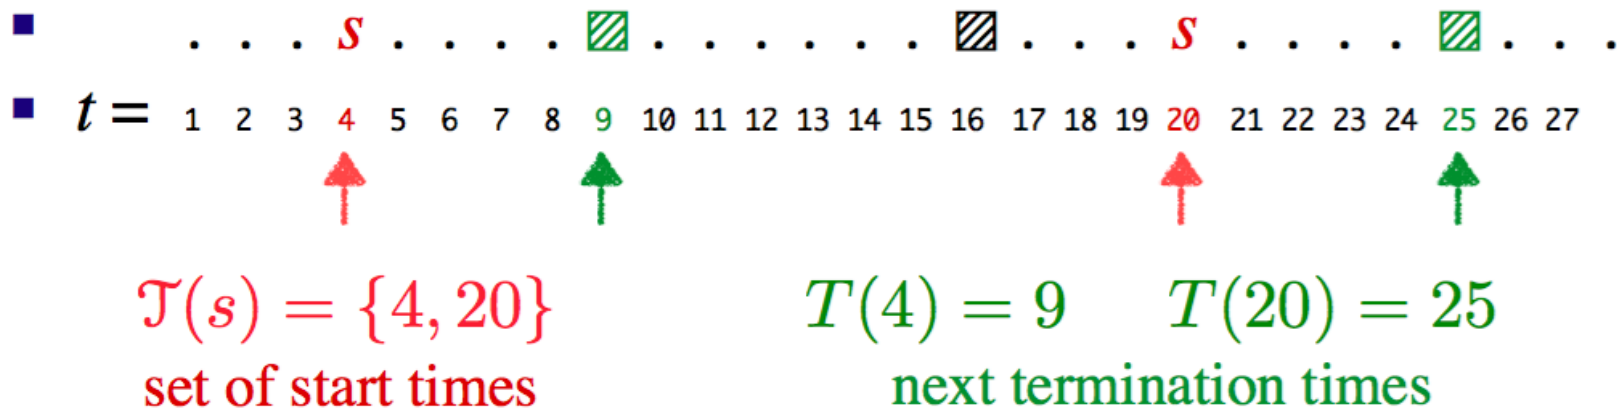 . . . s . . . . ▨ . . . . . . ▨ . . . s . . . . ▨ . . .
t = 1 2 3 4 5 6 7 8 9 10 11 12 13 14 15 16 17 18 19 20 21 22 23 24 25 26 27
𝒯(s) = {4, 20} T(4) = 9 T(20) = 25
set of start times next termination times